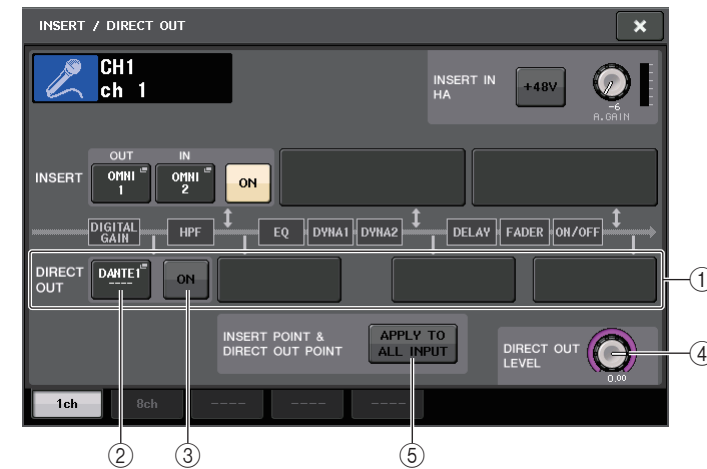 INSERT / DIRECT OUT
CH1
ch 1
INSERT IN
HA
+48V
-6
A.GAIN
OUT
IN
INSERT
OMNI
1
OMNI
2
ON
DIGITAL
GAIN
HPF
EQ
DYNA1
DYNA2
DELAY
FADER
ON/OFF
DIRECT
OUT
DANTE1
----
ON
①
INSERT POINT &
DIRECT OUT POINT
APPLY TO
ALL INPUT
DIRECT OUT
LEVEL
④
0.00
1ch
8ch
----
----
----
②
③
⑤